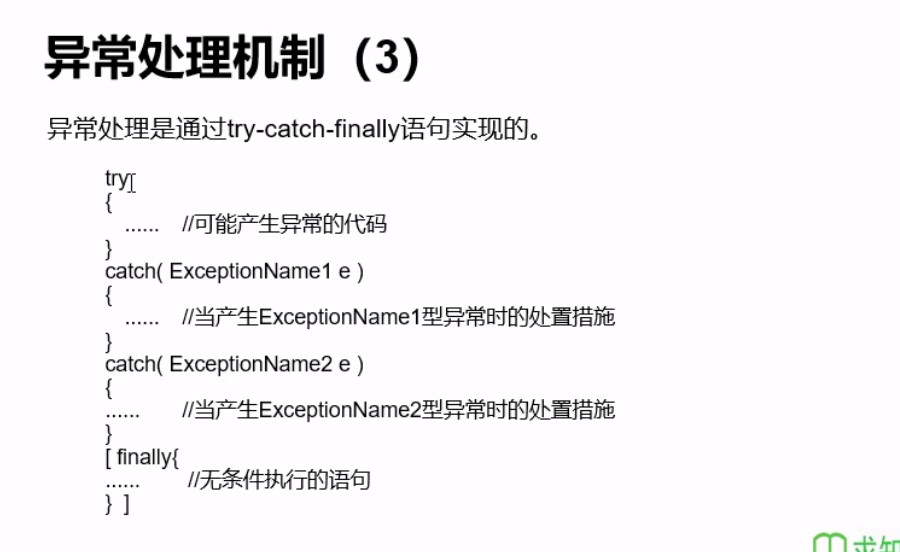 异常处理机制（3）
异常处理是通过try-catch-finally语句实现的。
try
{
...... //可能产生异常的代码
}
catch( ExceptionName1 e )
{
...... //当产生ExceptionName1型异常时的处置措施
}
catch( ExceptionName2 e )
{
...... //当产生ExceptionName2型异常时的处置措施
}
[ finally{
...... //无条件执行的语句
} ]
求知